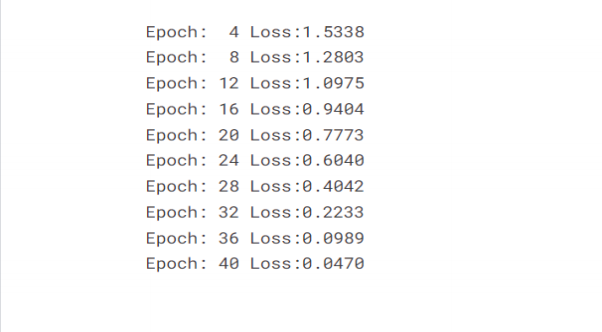 Epoch:  4 Loss:1.5338
Epoch:  8 Loss:1.2803
Epoch: 12 Loss:1.0975
Epoch: 16 Loss:0.9404
Epoch: 20 Loss:0.7773
Epoch: 24 Loss:0.6040
Epoch: 28 Loss:0.4042
Epoch: 32 Loss:0.2233
Epoch: 36 Loss:0.0989
Epoch: 40 Loss:0.0470